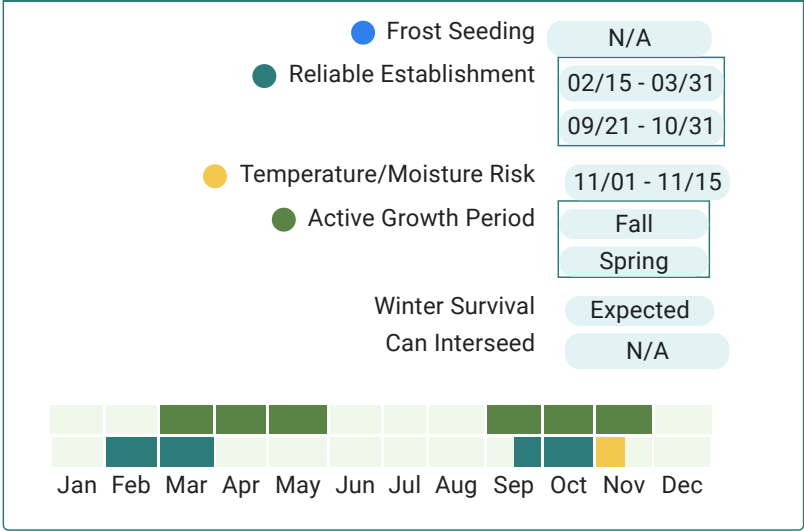 Frost Seeding N/A
Reliable Establishment 02/15 - 03/31
09/21 - 10/31
Temperature/Moisture Risk 11/01 - 11/15
Active Growth Period Fall
Spring
Winter Survival Expected
Can Interseed N/A
Jan Feb Mar Apr May Jun Jul Aug Sep Oct Nov Dec